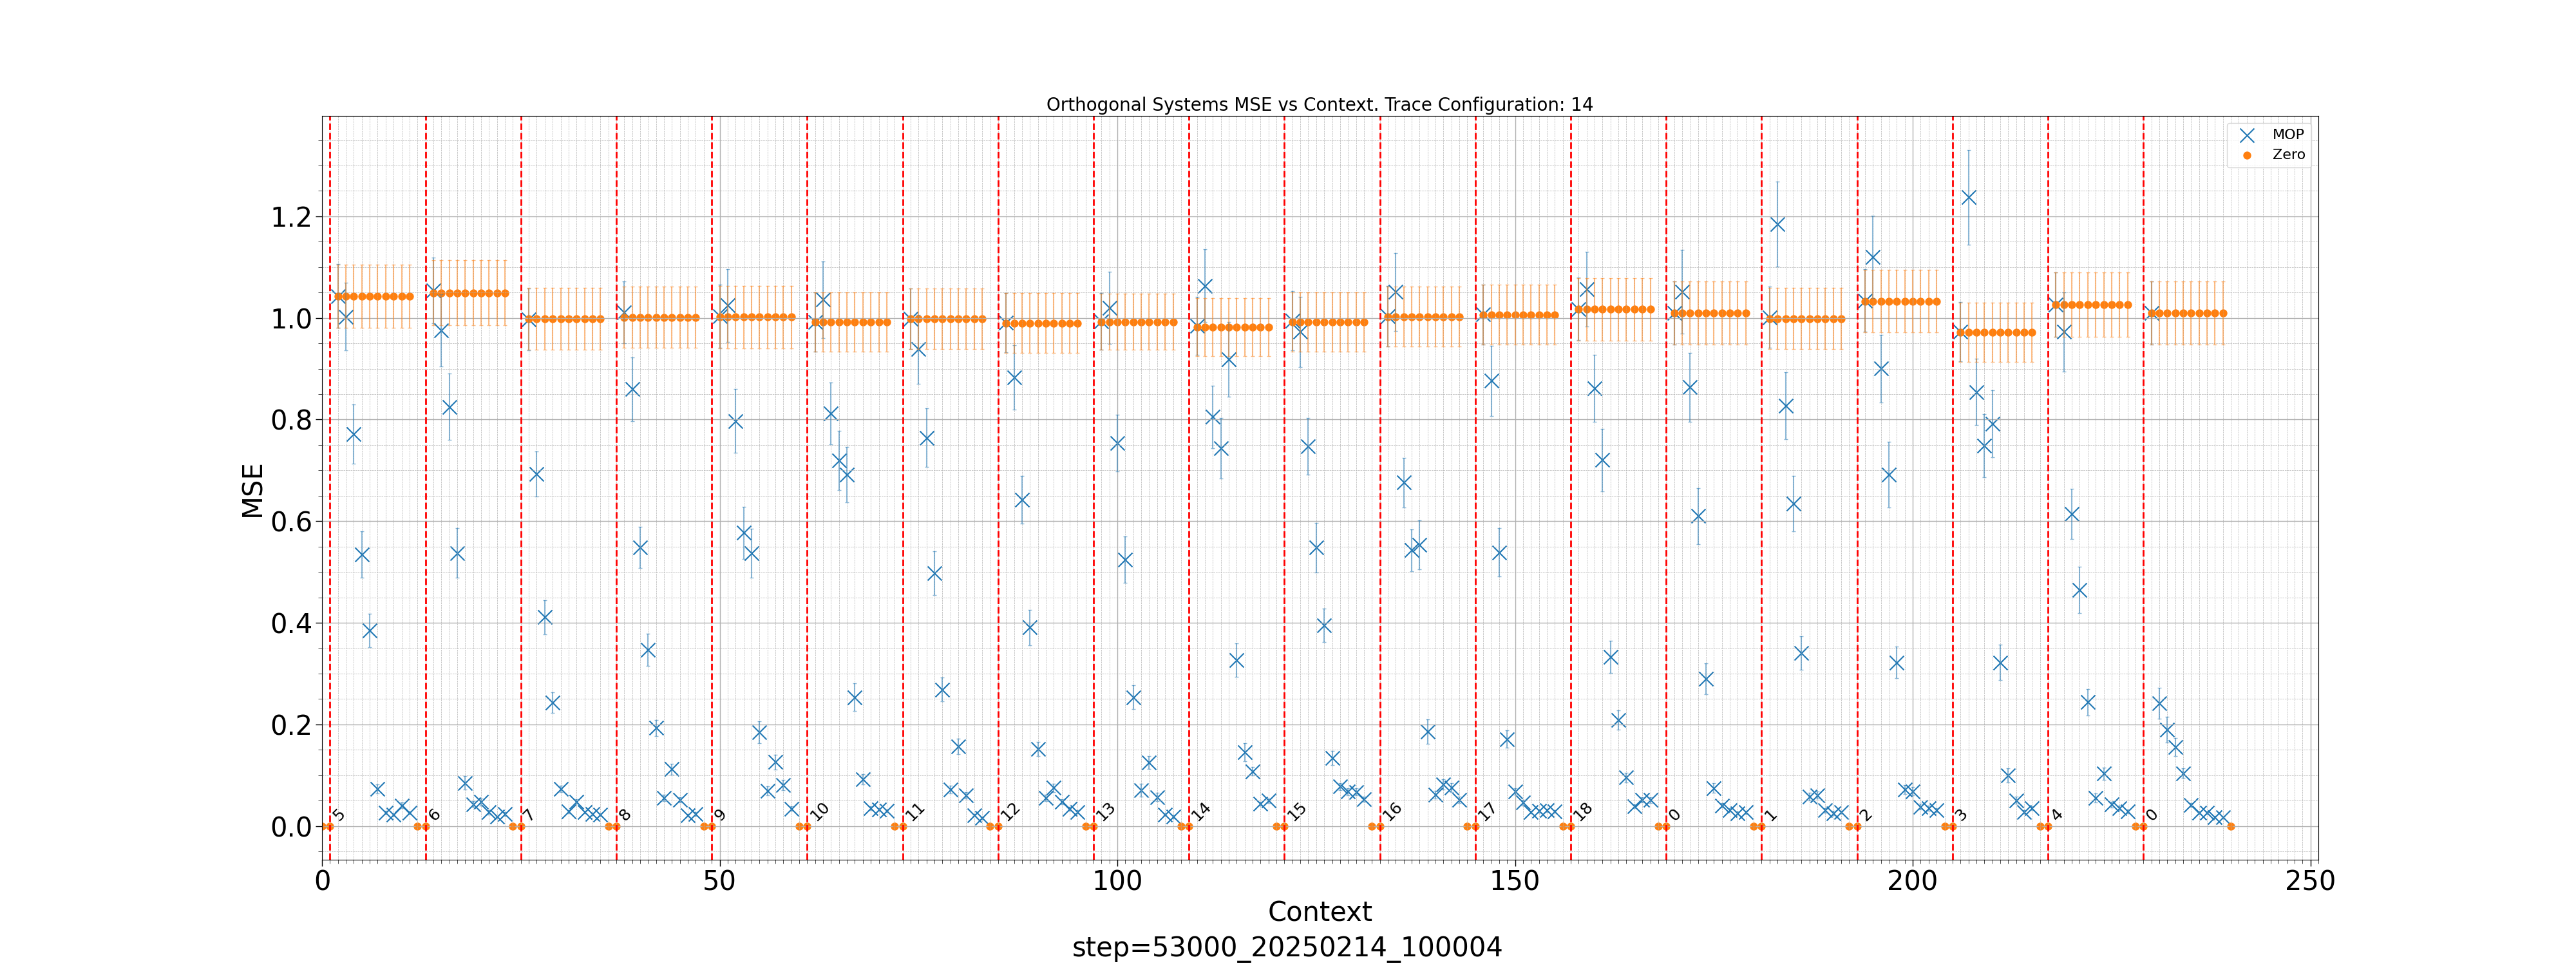 Orthogonal Systems MSE vs Context. Trace Configuration: 14
MOP
Zero
MSE
1.2
1.0
0.8
0.6
0.4
0.2
0.0
5 6 7 8 9 10 11 12 13 14 15 16 17 18 0 1 2 3 4 0
0 50 100 150 200 250
Context
step=53000_20250214_100004